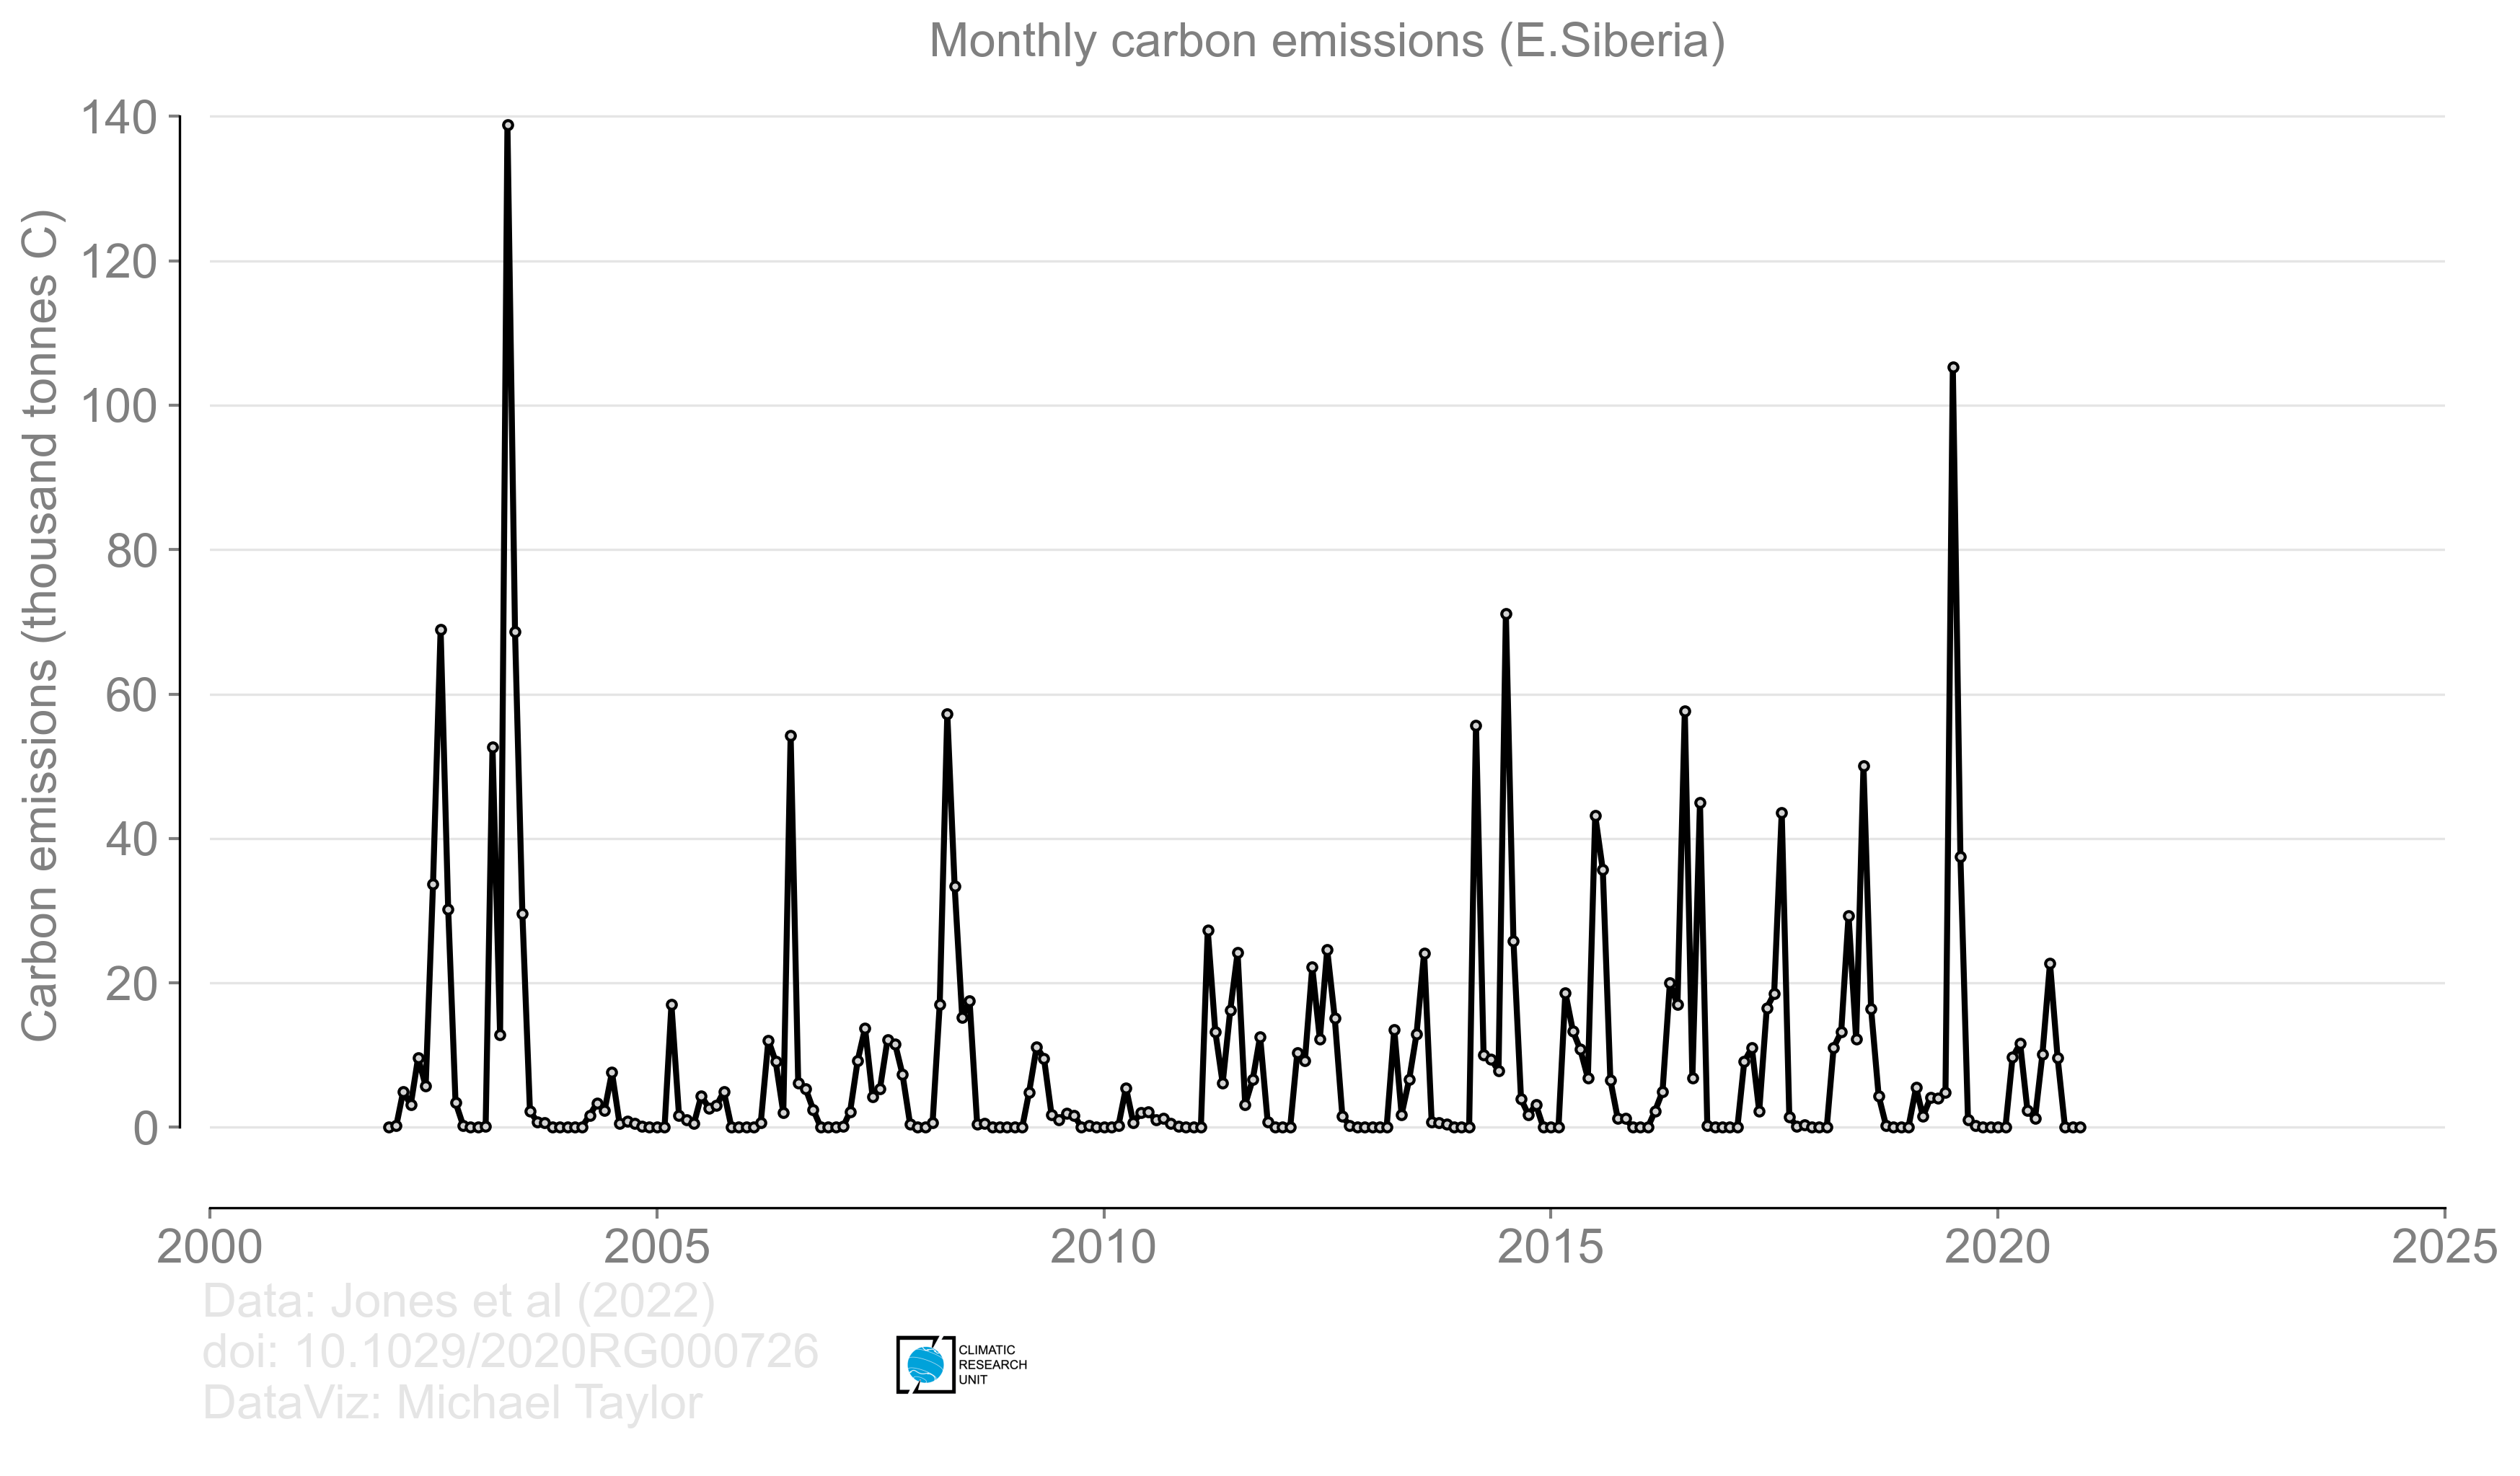 Monthly carbon emissions (E.Siberia)
Carbon emissions (thousand tonnes C)
140
120
100
80
60
40
20
0
2000 2005 2010 2015 2020 2025
Data: Jones et al (2022)
doi: 10.1029/2020RG000726
DataViz: Michael Taylor
CLIMATIC
RESEARCH
UNIT